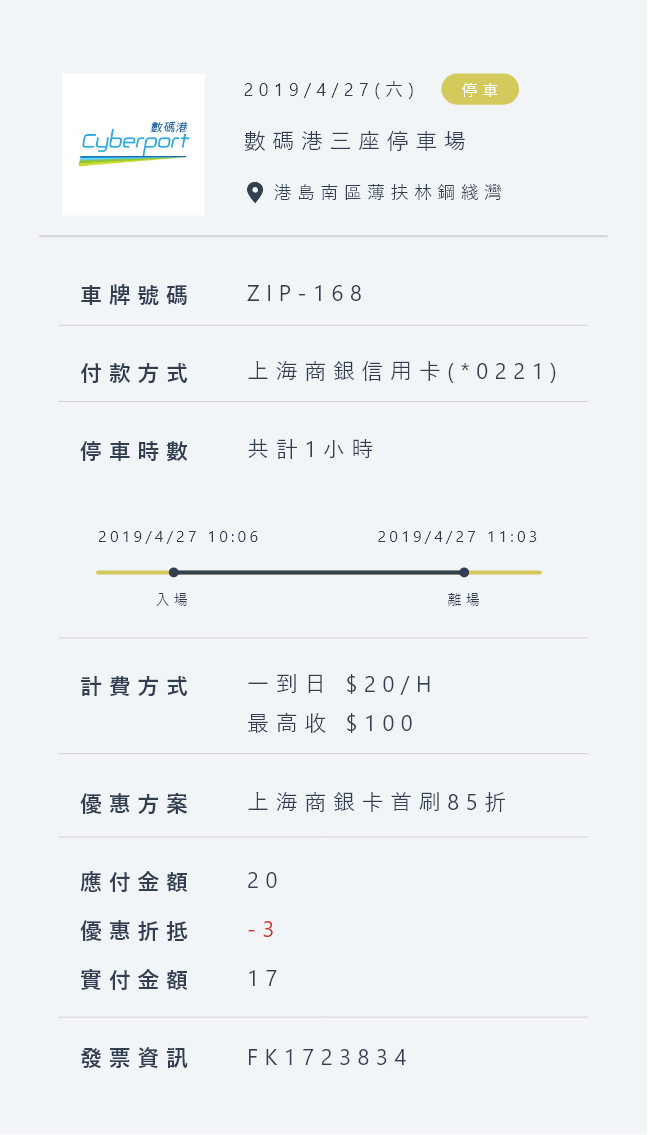 數碼港
Cyberport
2019/4/27(六) 停車
數碼港三座停車場
港島南區薄扶林鋼綫灣
車牌號碼 ZIP-168
付款方式 上海商銀信用卡(*0221)
停車時數 共計1小時
2019/4/27 10:06 2019/4/27 11:03
入場 離場
計費方式 一到日 $20/H
最高收 $100
優惠方案 上海商銀卡首刷85折
應付金額 20
優惠折抵 -3
實付金額 17
發票資訊 FK1723834